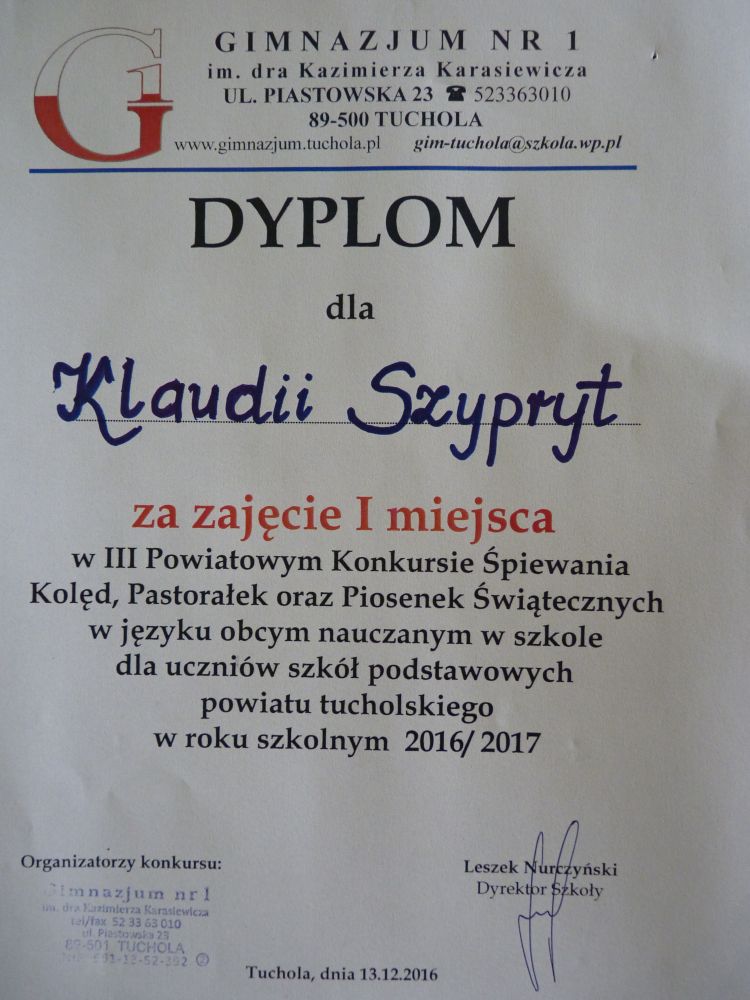 G1
GIMNAZJUM NR 1
im. dra Kazimierza Karasiewicza
UL. PIASTOWSKA 23 ☎ 523363010
89-500 TUCHOLA
www.gimnazjum.tuchola.pl gim-tuchola@szkola.wp.pl
DYPLOM
dla
Klaudii Szypryt
za zajęcie I miejsca
w III Powiatowym Konkursie Śpiewania
Kolęd, Pastorałek oraz Piosenek Świątecznych
w języku obcym nauczanym w szkole
dla uczniów szkół podstawowych
powiatu tucholskiego
w roku szkolnym 2016/ 2017
Organizatorzy konkursu:
Gimnazjum nr 1
im. dra Kazimierza Karasiewicza
tel/fax 52 33 63 010
ul. Piastowska 23
89-501 TUCHOLA
Leszek Nurczyński
Dyrektor Szkoły
Tuchola, dnia 13.12.2016